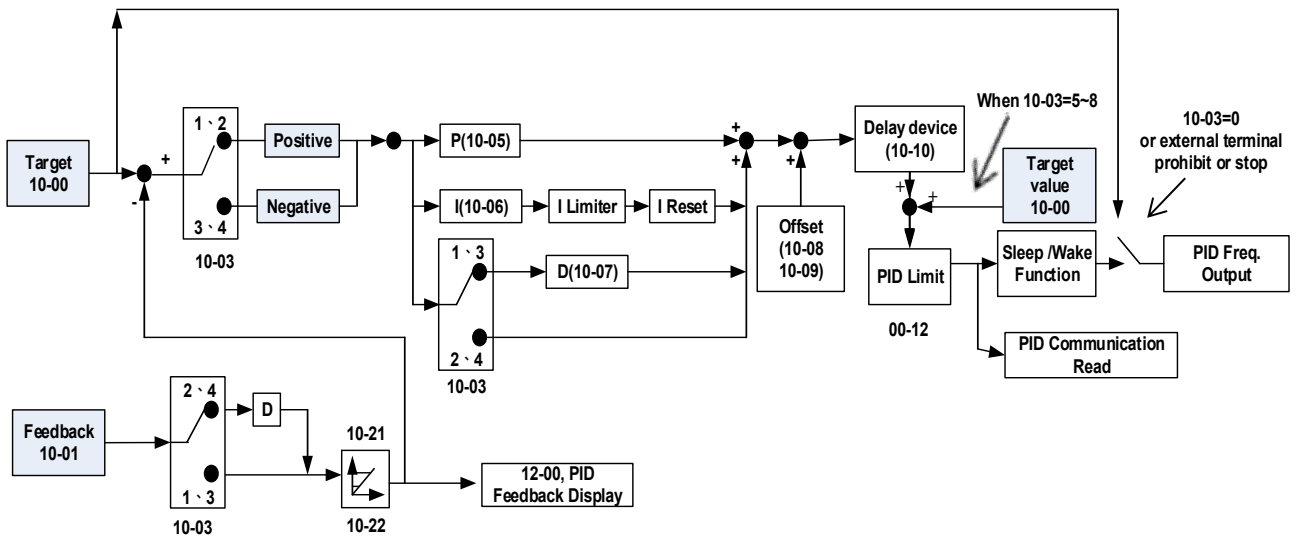 When 10-03=5~8
10-03=0
or external terminal
prohibit or stop
Target
10-00
+
-
1、2
3、4
10-03
Positive
Negative
P(10-05)
I(10-06)
I Limiter
I Reset
1、3
2、4
10-03
D(10-07)
+
+
+
Offset
(10-08
10-09)
Delay device
(10-10)
+
+
Target
value
10-00
PID Limit
00-12
Sleep /Wake
Function
PID Freq.
Output
PID Communication
Read
Feedback
10-01
2、4
1、3
10-03
D
10-21
10-22
12-00, PID
Feedback Display